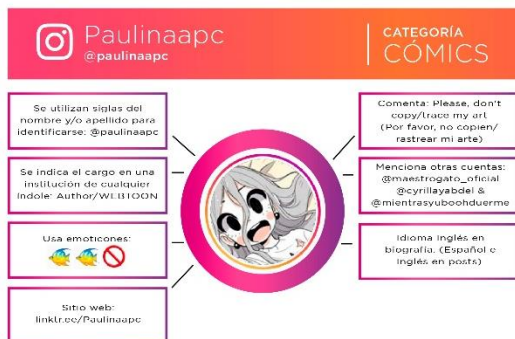 Paulinaapc
@paulinaapc
CATEGORÍA
CÓMICS
Se utilizan siglas del
nombre y/o apellido para
identificarse: @paulinaapc
Se indica el cargo en una
institución de cualquier
índole: Author/WEBTOON
Usa emoticones:
Sitio web:
linktr.ee/Paulinaapc
Comenta: Please, don't
copy/trace my art
(Por favor, no copien/
rastrear mi arte)
Menciona otras cuentas:
@maestrogato_oficial
@cyrillayabdel &
@mientrasyuboohduerme
Idioma Inglés en
biografía. (Español e
Inglés en posts)